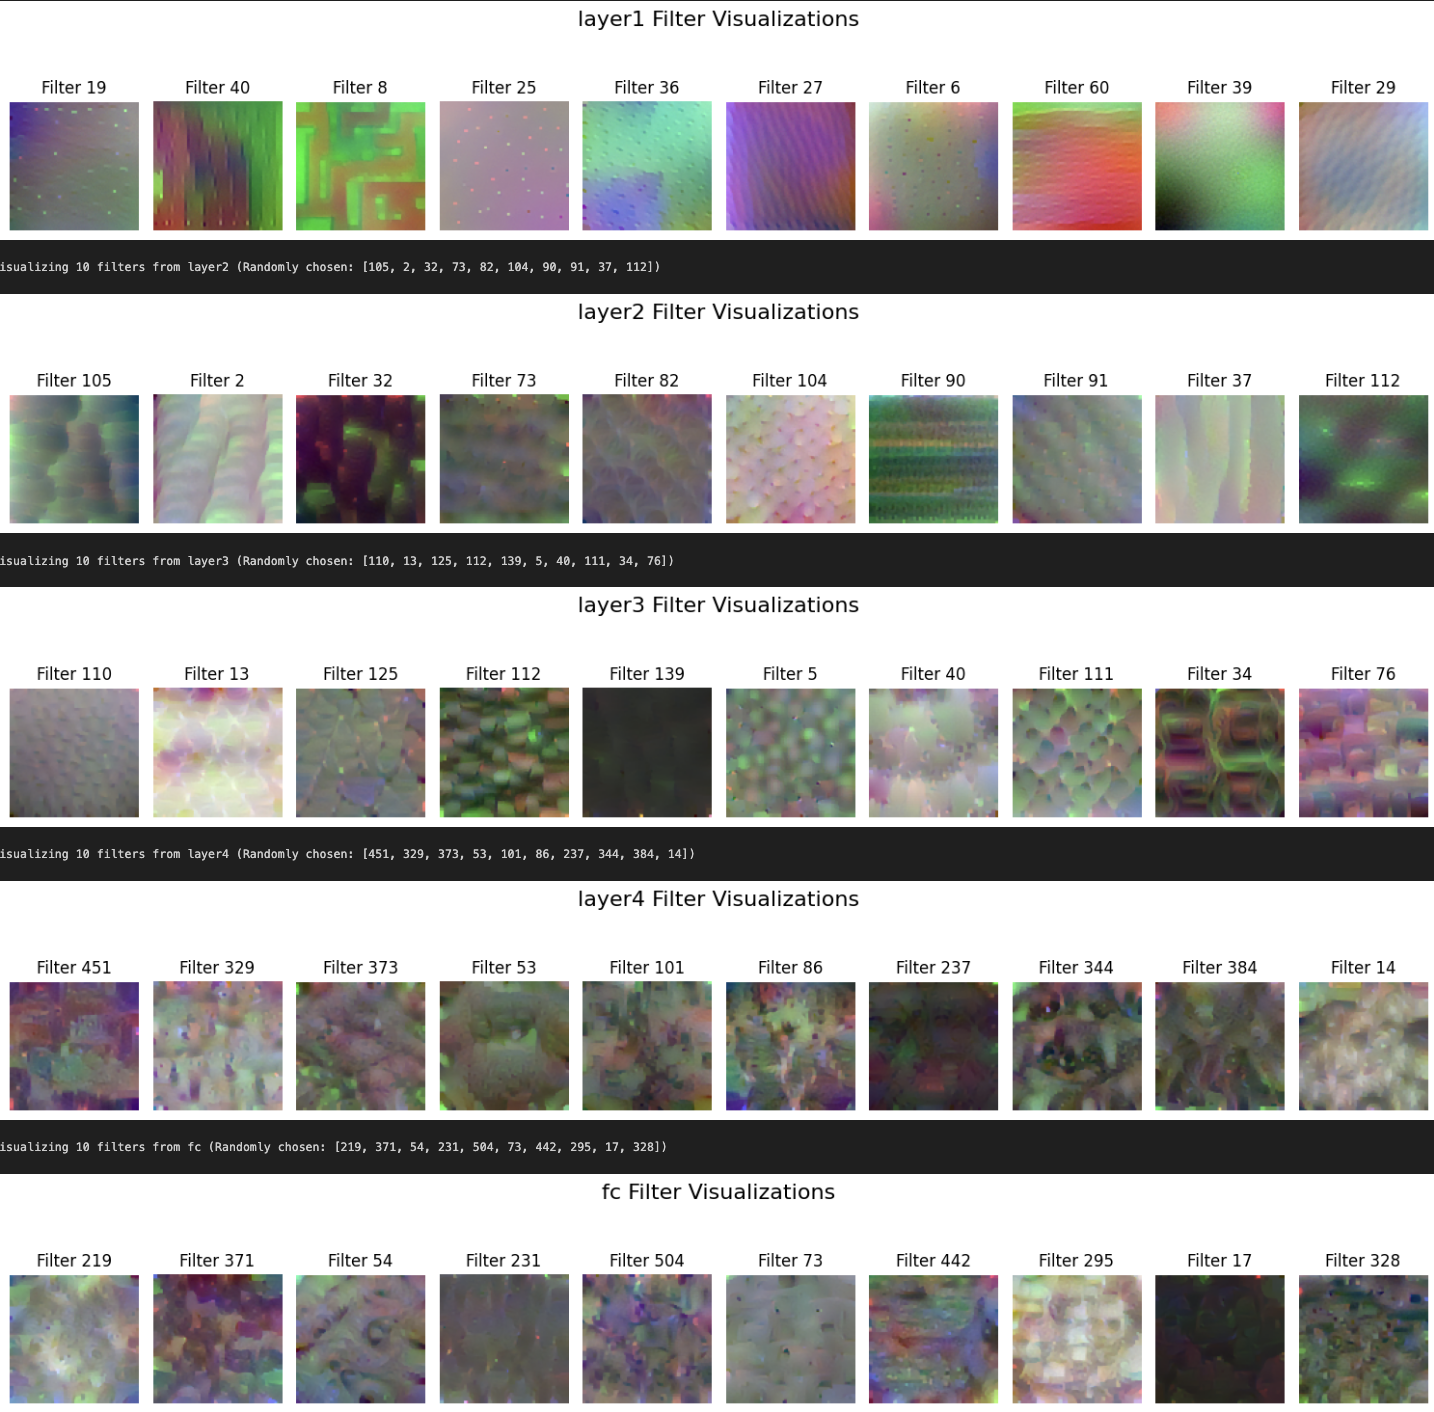 layer1 Filter Visualizations
Filter 19 Filter 40 Filter 8 Filter 25 Filter 36 Filter 27 Filter 6 Filter 60 Filter 39 Filter 29
isualizing 10 filters from layer2 (Randomly chosen: [105, 2, 32, 73, 82, 104, 90, 91, 37, 112])
layer2 Filter Visualizations
Filter 105 Filter 2 Filter 32 Filter 73 Filter 82 Filter 104 Filter 90 Filter 91 Filter 37 Filter 112
isualizing 10 filters from layer3 (Randomly chosen: [110, 13, 125, 112, 139, 5, 40, 111, 34, 76])
layer3 Filter Visualizations
Filter 110 Filter 13 Filter 125 Filter 112 Filter 139 Filter 5 Filter 40 Filter 111 Filter 34 Filter 76
isualizing 10 filters from layer4 (Randomly chosen: [451, 329, 373, 53, 101, 86, 237, 344, 384, 14])
layer4 Filter Visualizations
Filter 451 Filter 329 Filter 373 Filter 53 Filter 101 Filter 86 Filter 237 Filter 344 Filter 384 Filter 14
isualizing 10 filters from fc (Randomly chosen: [219, 371, 54, 231, 504, 73, 442, 295, 17, 328])
fc Filter Visualizations
Filter 219 Filter 371 Filter 54 Filter 231 Filter 504 Filter 73 Filter 442 Filter 295 Filter 17 Filter 328